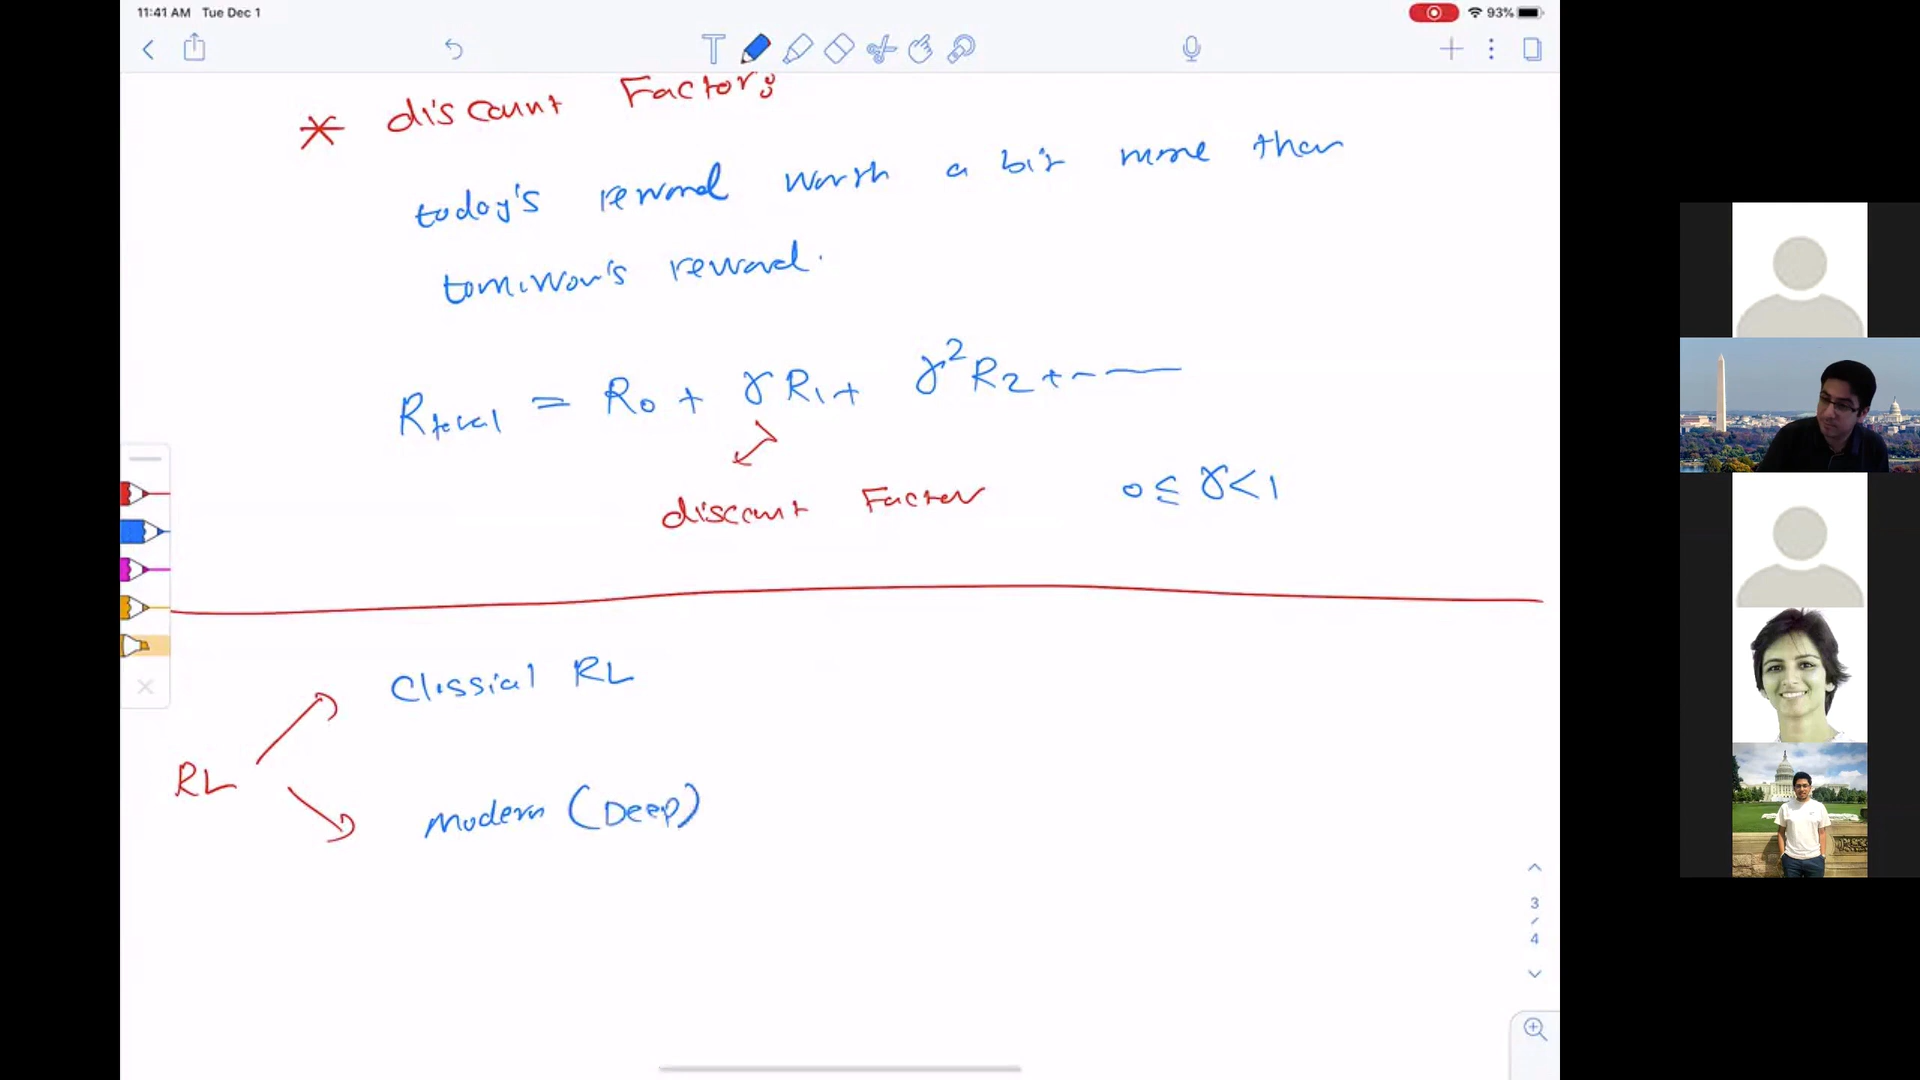 11:41 AM Tue Dec 1
93%
* discount Factor:
today's reward worth a bit more than
tomorrow's reward.
Rtotal = R0 + γR1 + γ²R2 + - —
discount Factor 0 ≤ γ < 1
Classical RL
RL
Modern (Deep)
3
/
4